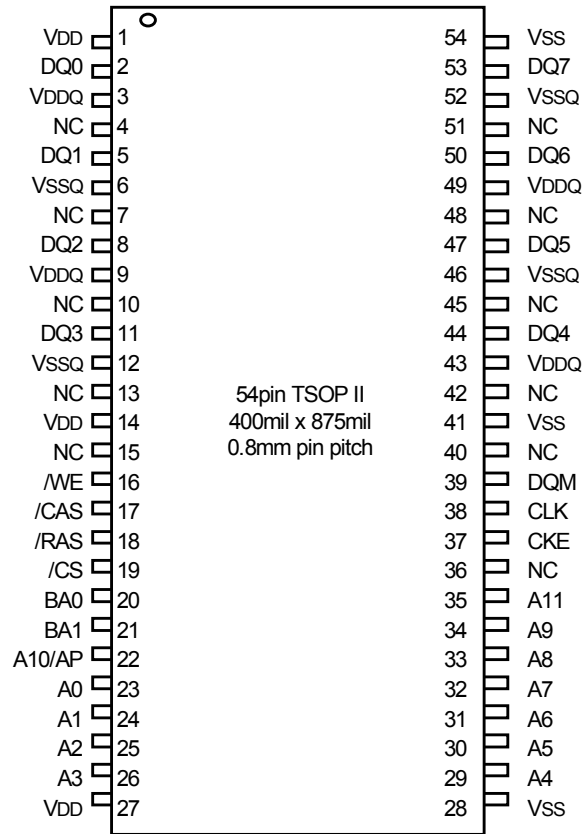 VDD 1 54 VSS
DQ0 2 53 DQ7
VDDQ 3 52 VSSQ
NC 4 51 NC
DQ1 5 50 DQ6
VSSQ 6 49 VDDQ
NC 7 48 NC
DQ2 8 47 DQ5
VDDQ 9 46 VSSQ
NC 10 45 NC
DQ3 11 44 DQ4
VSSQ 12 43 VDDQ
NC 13 54pin TSOP II 42 NC
VDD 14 400mil x 875mil 41 VSS
NC 15 0.8mm pin pitch 40 NC
/WE 16 39 DQM
/CAS 17 38 CLK
/RAS 18 37 CKE
/CS 19 36 NC
BA0 20 35 A11
BA1 21 34 A9
A10/AP 22 33 A8
A0 23 32 A7
A1 24 31 A6
A2 25 30 A5
A3 26 29 A4
VDD 27 28 VSS